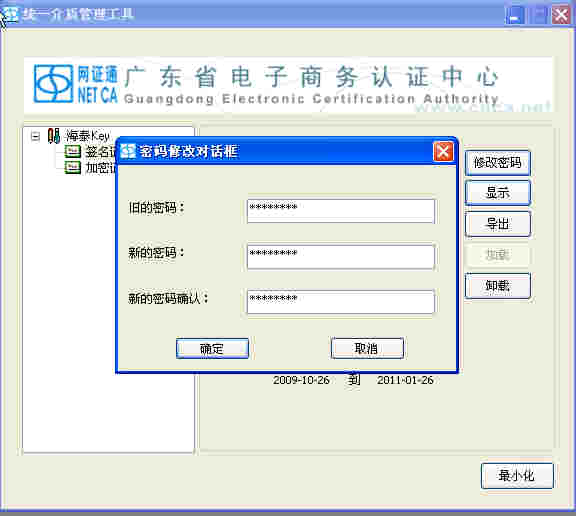 统一介质管理工具
网证通
NETCA
广东省电子商务认证中心
Guangdong Electronic Certification Authority
www.cnca.net
海泰Key
签名证
加密证
密码修改对话框
旧的密码：
********
新的密码：
********
新的密码确认：
********
确定
取消
修改密码
显示
导出
加载
卸载
2009-10-26 到 2011-01-26
最小化